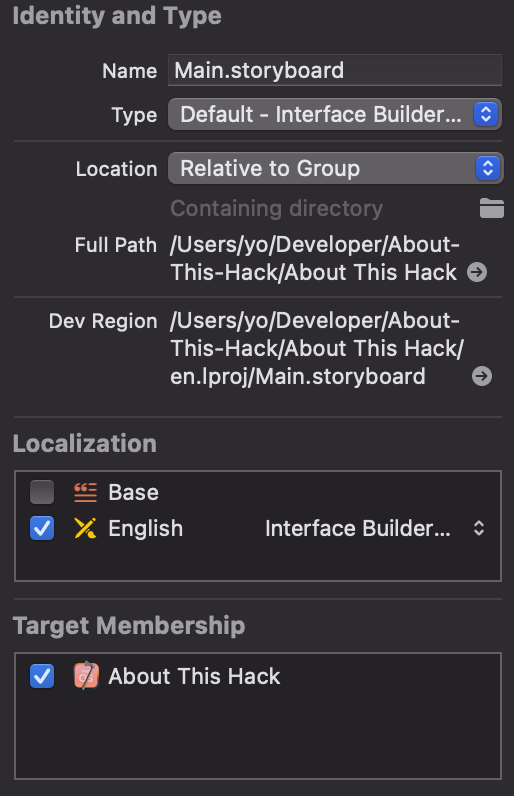 Identity and Type
Name Main.storyboard
Type Default - Interface Builder...
Location Relative to Group
Containing directory
Full Path /Users/yo/Developer/About-
This-Hack/About This Hack
Dev Region /Users/yo/Developer/About-
This-Hack/About This Hack/
en.lproj/Main.storyboard
Localization
Base
English Interface Builder...
Target Membership
About This Hack